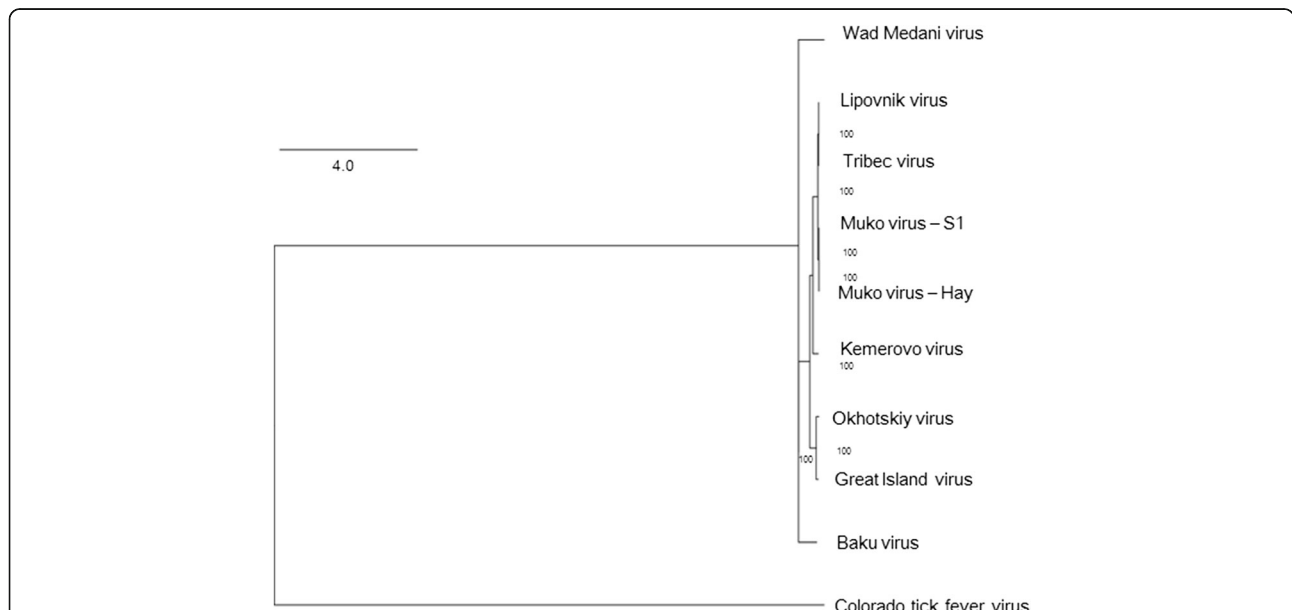 Wad Medani virus
Lipovnik virus
100
4.0
Tribec virus
100
Muko virus – S1
100
100
Muko virus – Hay
Kemerovo virus
100
Okhotskiy virus
100
100
Great Island virus
Baku virus
Colorado tick fever virus